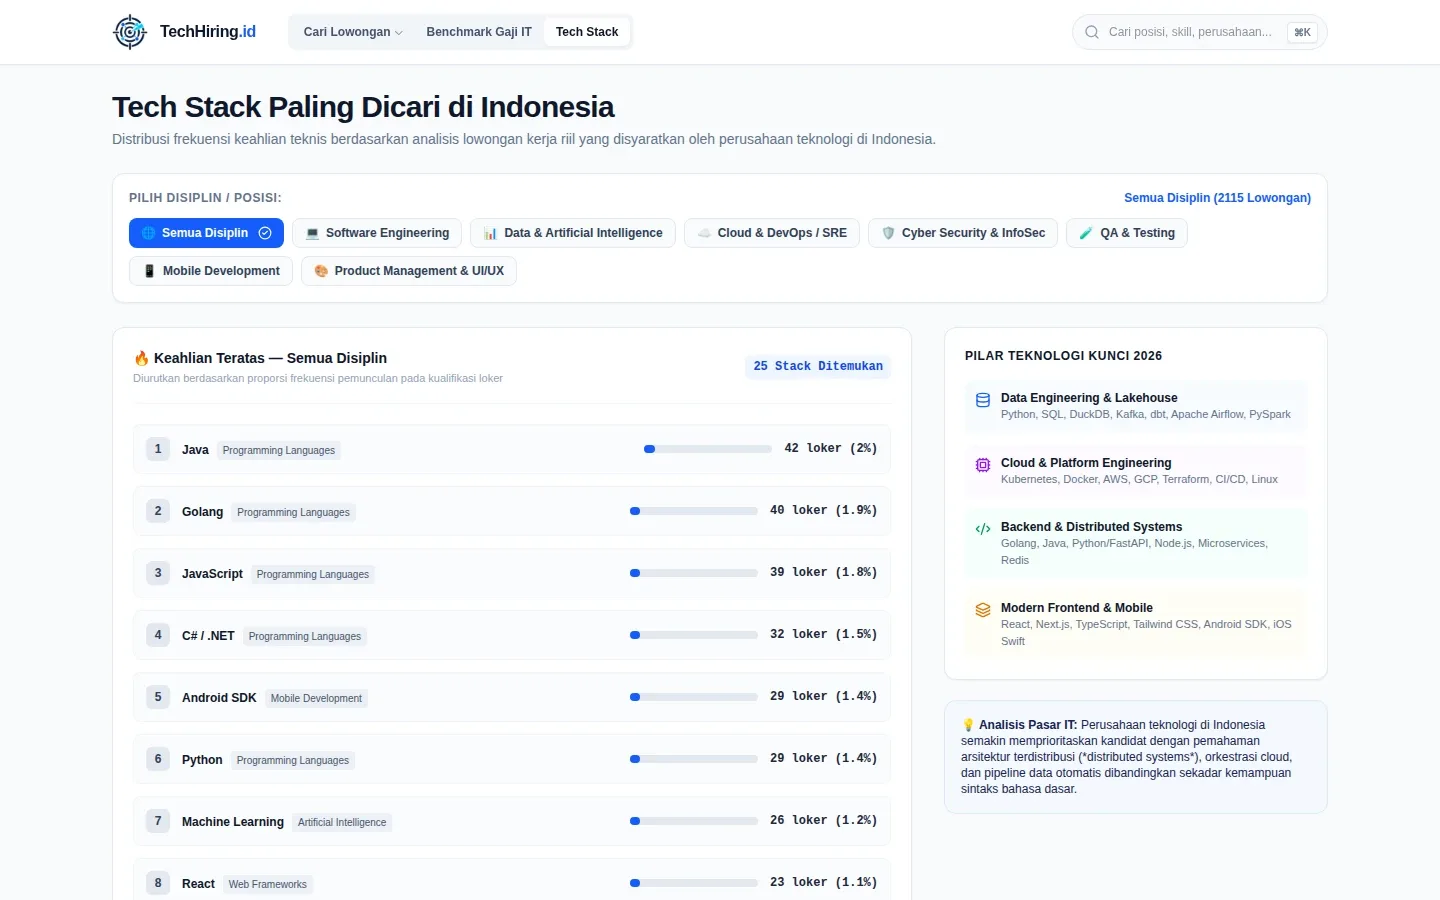 TechHiring.id
Cari Lowongan
Benchmark Gaji IT
Tech Stack
Cari posisi, skill, perusahaan...
⌘K
Tech Stack Paling Dicari di Indonesia
Distribusi frekuensi keahlian teknis berdasarkan analisis lowongan kerja riil yang disyaratkan oleh perusahaan teknologi di Indonesia.
PILIH DISIPLIN / POSISI:
Semua Disiplin (2115 Lowongan)
🌐 Semua Disiplin
💻 Software Engineering
📊 Data & Artificial Intelligence
☁️ Cloud & DevOps / SRE
🛡️ Cyber Security & InfoSec
🧪 QA & Testing
📱 Mobile Development
🎨 Product Management & UI/UX
🔥 Keahlian Teratas — Semua Disiplin
Diurutkan berdasarkan proporsi frekuensi pemunculan pada kualifikasi loker
25 Stack Ditemukan
1 Java Programming Languages 42 loker (2%)
2 Golang Programming Languages 40 loker (1.9%)
3 JavaScript Programming Languages 39 loker (1.8%)
4 C# / .NET Programming Languages 32 loker (1.5%)
5 Android SDK Mobile Development 29 loker (1.4%)
6 Python Programming Languages 29 loker (1.4%)
7 Machine Learning Artificial Intelligence 26 loker (1.2%)
8 React Web Frameworks 23 loker (1.1%)
PILAR TEKNOLOGI KUNCI 2026
Data Engineering & Lakehouse
Python, SQL, DuckDB, Kafka, dbt, Apache Airflow, PySpark
Cloud & Platform Engineering
Kubernetes, Docker, AWS, GCP, Terraform, CI/CD, Linux
Backend & Distributed Systems
Golang, Java, Python/FastAPI, Node.js, Microservices,
Redis
Modern Frontend & Mobile
React, Next.js, TypeScript, Tailwind CSS, Android SDK, iOS
Swift
💡 Analisis Pasar IT: Perusahaan teknologi di Indonesia
semakin memprioritaskan kandidat dengan pemahaman
arsitektur terdistribusi (*distributed systems*), orkestrasi cloud,
dan pipeline data otomatis dibandingkan sekadar kemampuan
sintaks bahasa dasar.